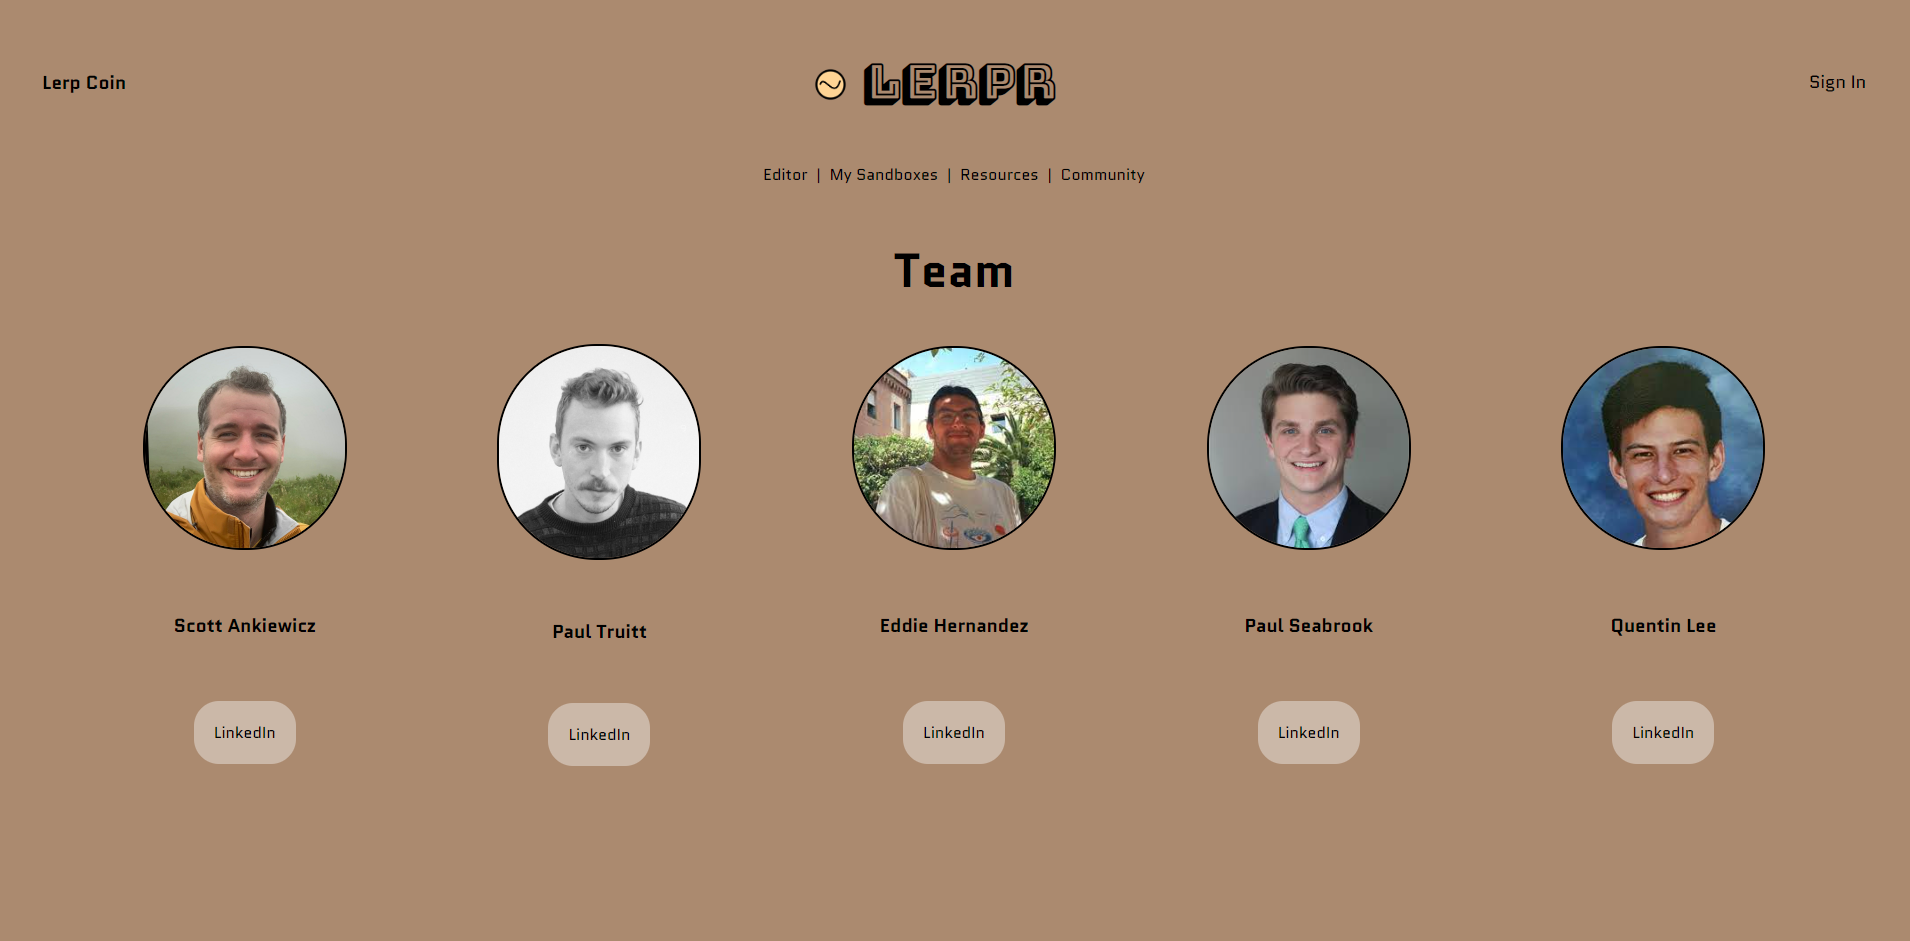 Lerp Coin
LERPR
Sign In
Editor | My Sandboxes | Resources | Community
Team
Scott Ankiewicz
Paul Truitt
Eddie Hernandez
Paul Seabrook
Quentin Lee
LinkedIn
LinkedIn
LinkedIn
LinkedIn
LinkedIn